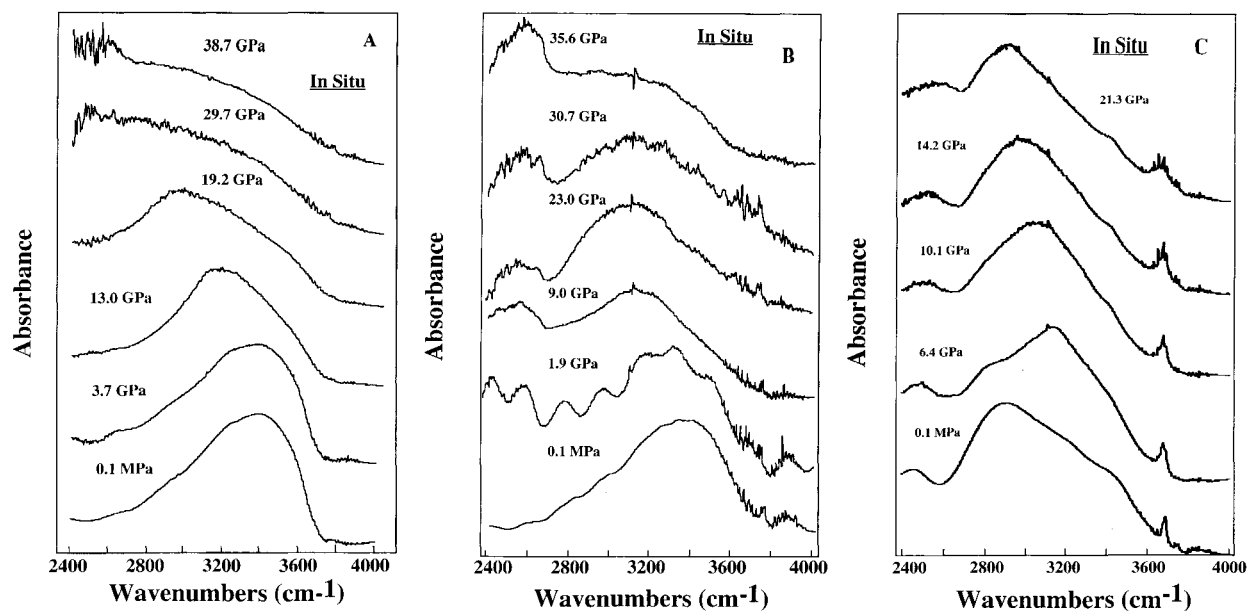 A
In Situ
38.7 GPa
29.7 GPa
19.2 GPa
13.0 GPa
3.7 GPa
0.1 MPa
Absorbance
2400 2800 3200 3600 4000
Wavenumbers (cm-1)
B
In Situ
35.6 GPa
30.7 GPa
23.0 GPa
9.0 GPa
1.9 GPa
0.1 MPa
Absorbance
2400 2800 3200 3600 4000
Wavenumbers (cm-1)
In Situ C
21.3 GPa
14.2 GPa
10.1 GPa
6.4 GPa
0.1 MPa
Absorbance
2400 2800 3200 3600 4000
Wavenumbers (cm-1)